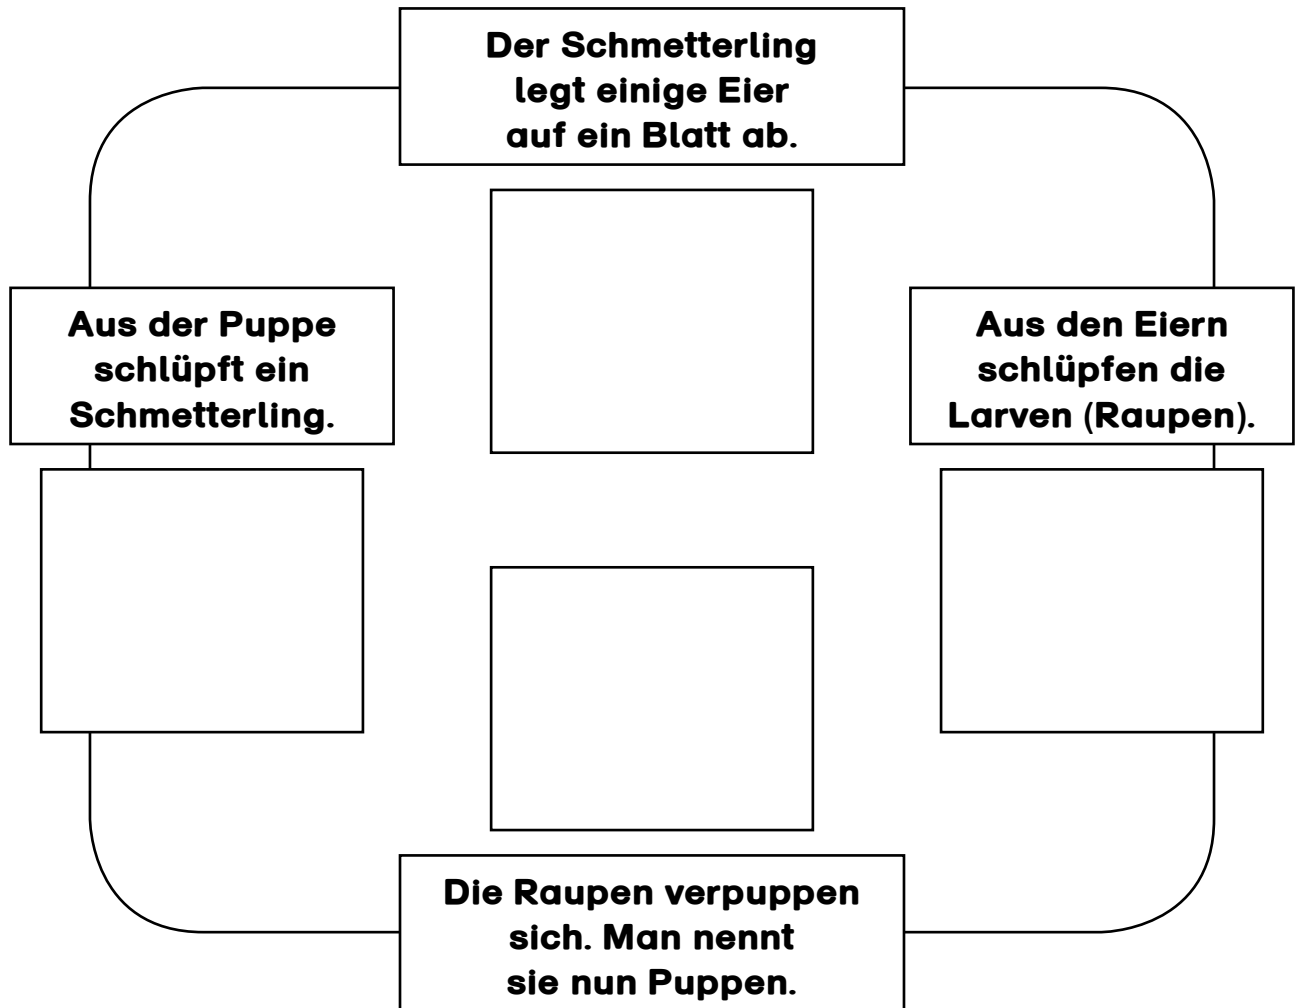 Der Schmetterling
legt einige Eier
auf ein Blatt ab.
Aus der Puppe
schlüpft ein
Schmetterling.
Aus den Eiern
schlüpfen die
Larven (Raupen).
Die Raupen verpuppen
sich. Man nennt
sie nun Puppen.